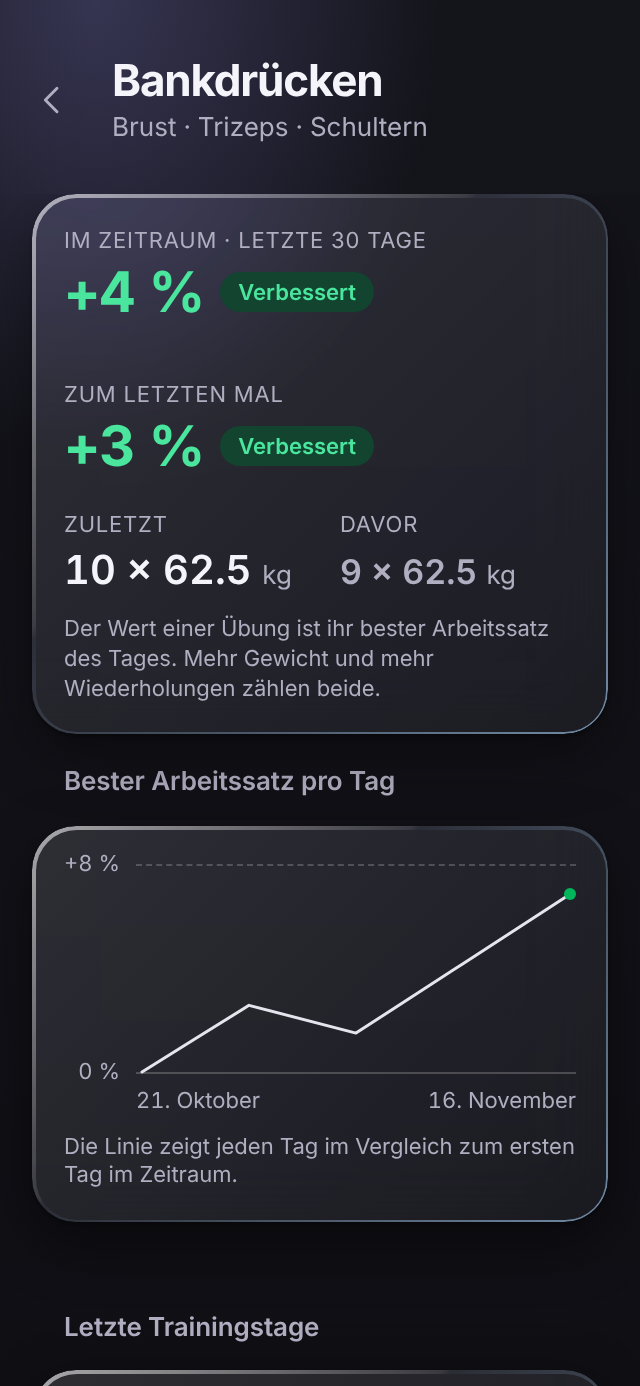 Bankdrücken
Brust · Trizeps · Schultern
IM ZEITRAUM · LETZTE 30 TAGE
+4 % Verbessert
ZUM LETZTEN MAL
+3 % Verbessert
ZULETZT DAVOR
10 × 62.5 kg 9 × 62.5 kg
Der Wert einer Übung ist ihr bester Arbeitssatz
des Tages. Mehr Gewicht und mehr
Wiederholungen zählen beide.
Bester Arbeitssatz pro Tag
+8 %
0 %
21. Oktober 16. November
Die Linie zeigt jeden Tag im Vergleich zum ersten
Tag im Zeitraum.
Letzte Trainingstage